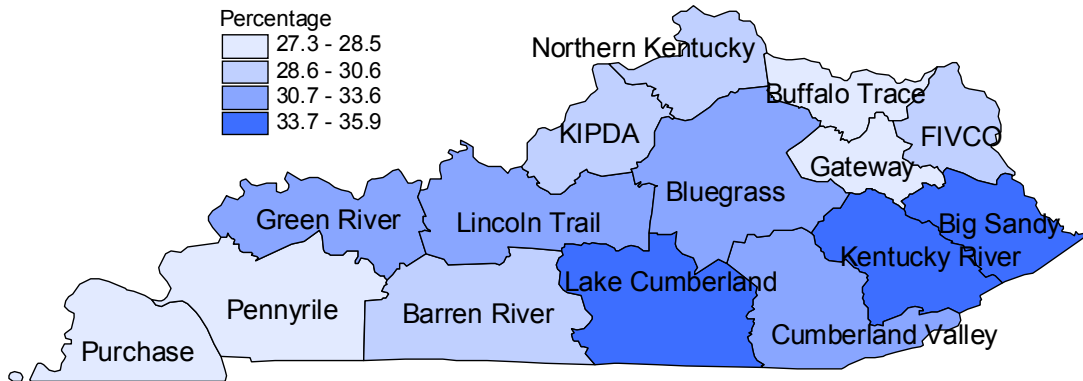 Percentage
27.3 - 28.5
28.6 - 30.6
30.7 - 33.6
33.7 - 35.9
Northern Kentucky
Buffalo Trace
KIPDA
FIVCO
Gateway
Bluegrass
Green River
Lincoln Trail
Big Sandy
Kentucky River
Lake Cumberland
Pennyrile
Barren River
Cumberland Valley
Purchase